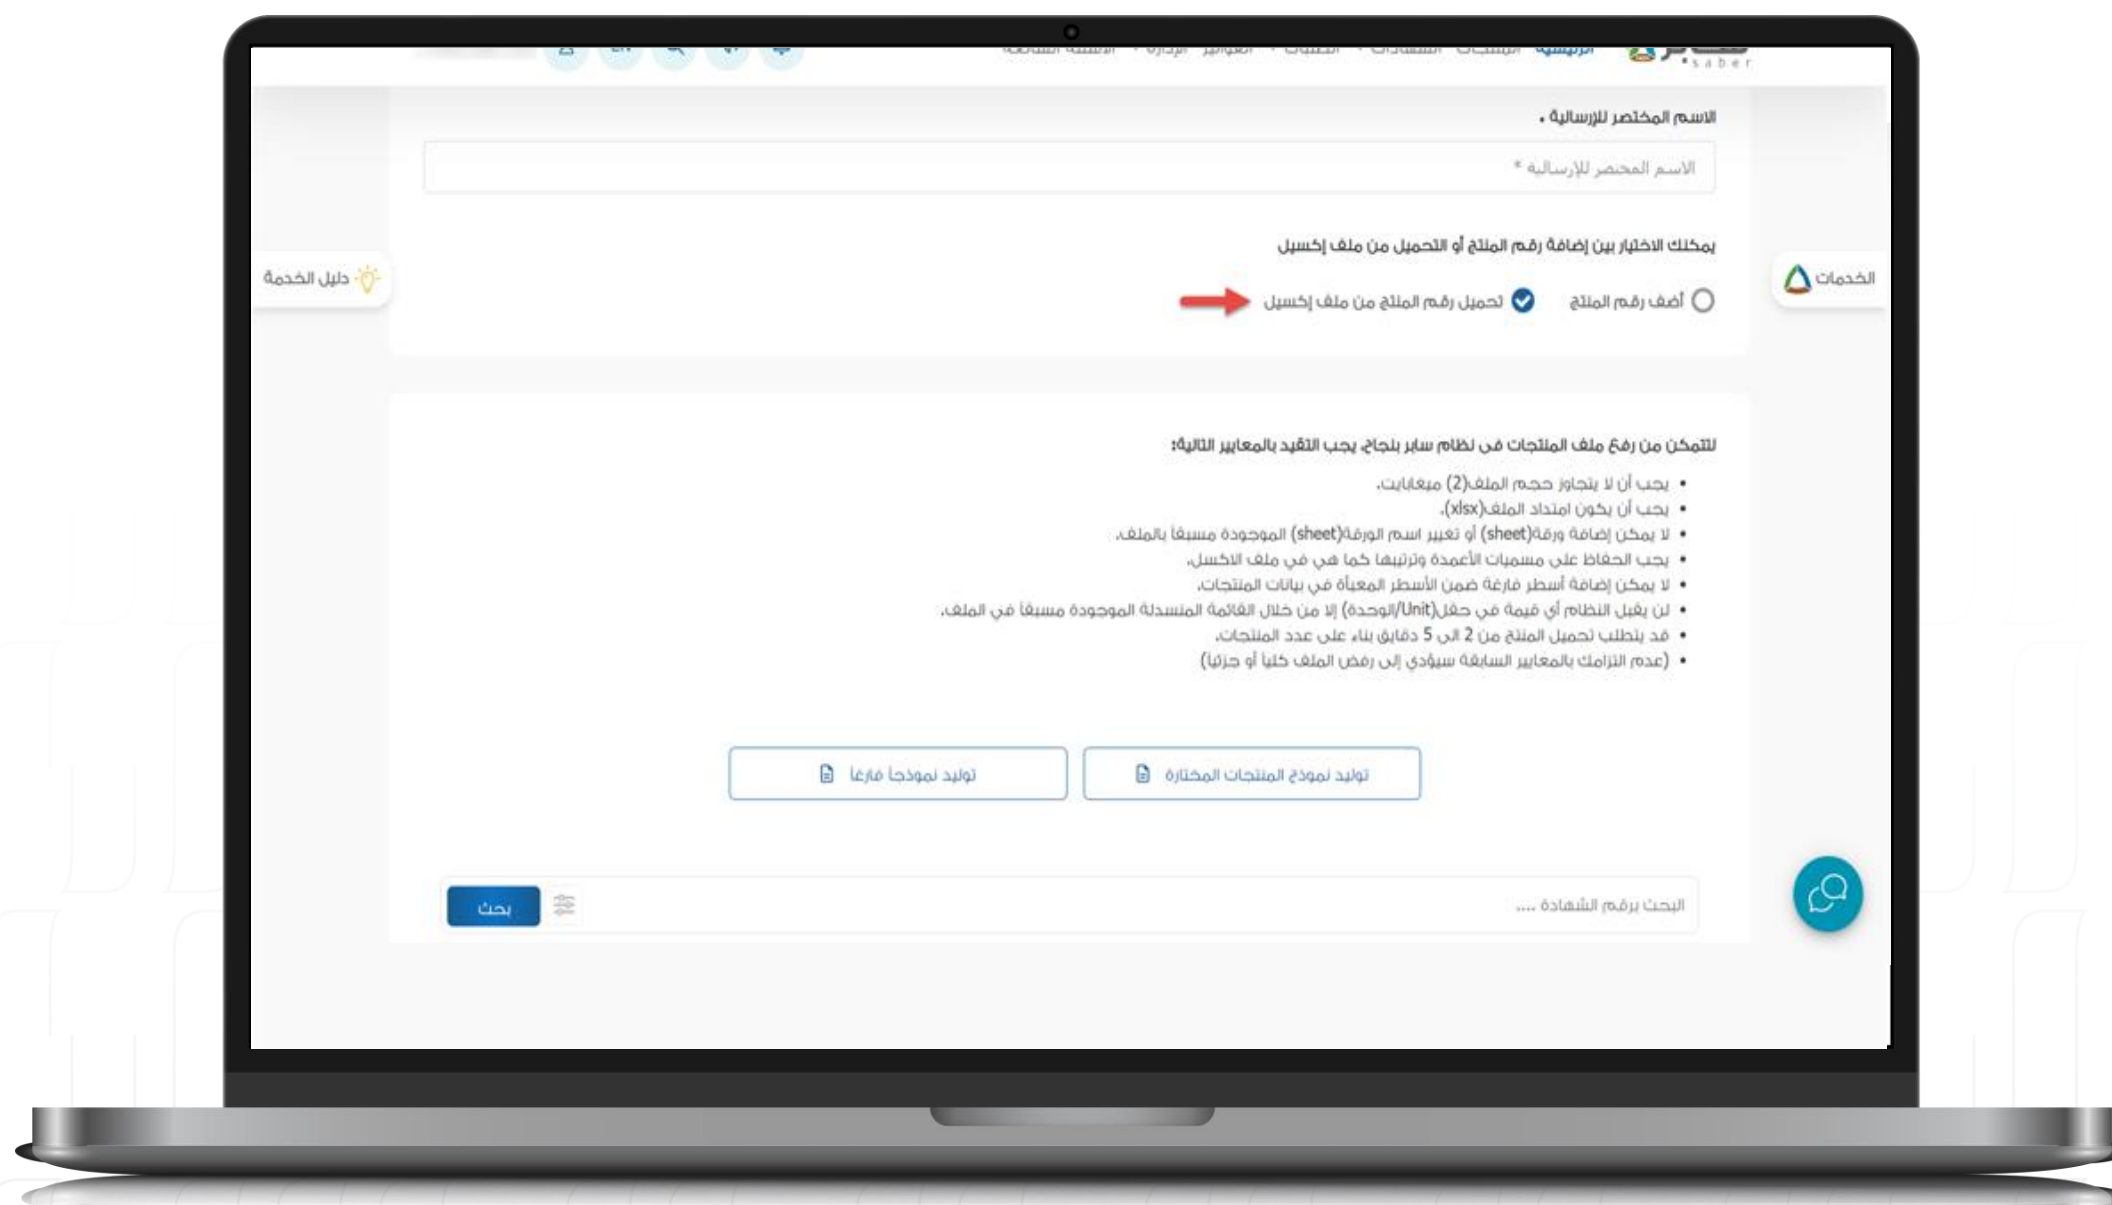 saber
الرئيسية
الاسم المختصر للإرسالية •
الاسم المختصر للإرسالية *
يمكنك الاختيار بين إضافة رقم المنتج أو التحميل من ملف إكسيل
أضف رقم المنتج
تحميل رقم المنتج من ملف إكسيل
الخدمات
دليل الخدمة
لتتمكن من رفع ملف المنتجات في نظام سابر بنجاح، يجب التقيد بالمعايير التالية:
• يجب أن لا يتجاوز حجم الملف(2) ميغابايت.
• يجب أن يكون امتداد الملف(xlsx).
• لا يمكن إضافة ورقة(sheet) أو تغيير اسم الورقة(sheet) الموجودة مسبقاً بالملف.
• يجب الحفاظ على مسميات الأعمدة وترتيبها كما هي في ملف الاكسل.
• لا يمكن إضافة أسطر فارغة ضمن الأسطر المعبأة في بيانات المنتجات.
• لن يقبل النظام أي قيمة في حقل(Unit/الوحدة) إلا من خلال القائمة المنسدلة الموجودة مسبقاً في الملف.
• قد يتطلب تحميل المنتج من 2 الى 5 دقايق بناء على عدد المنتجات.
• (عدم التزامك بالمعايير السابقة سيؤدي إلى رفض الملف كلياً أو جزئياً)
توليد نموذج المنتجات المختارة
توليد نموذجاً فارغاً
البحث برقم الشهادة ....
بحث